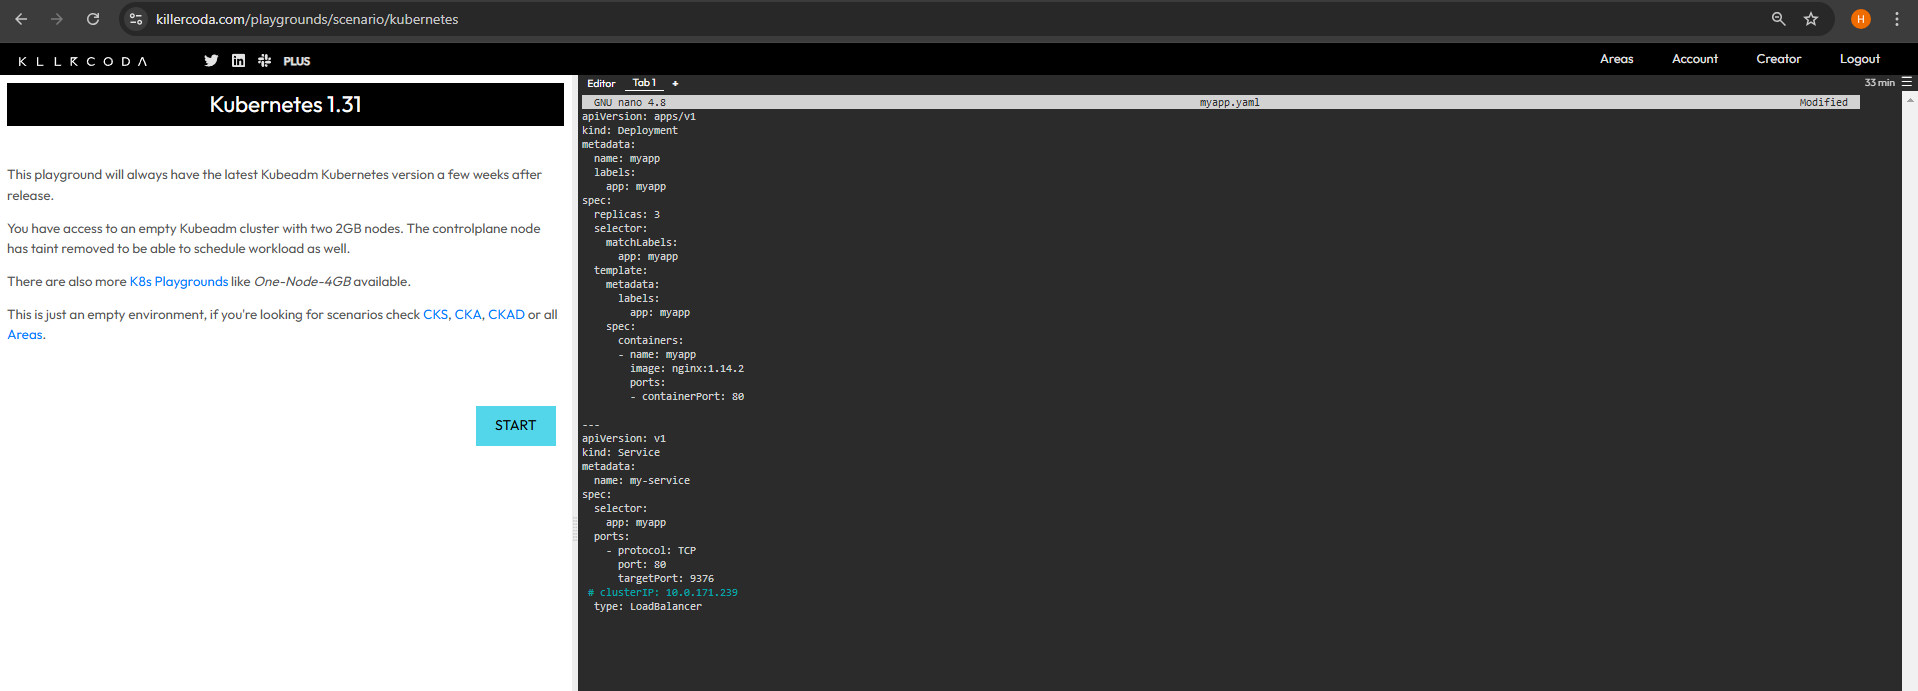 killercoda.com/playgrounds/scenario/kubernetes
H
KLLRCODA
PLUS
Areas
Account
Creator
Logout
Kubernetes 1.31
This playground will always have the latest Kubeadm Kubernetes version a few weeks after
release.
You have access to an empty Kubeadm cluster with two 2GB nodes. The controlplane node
has taint removed to be able to schedule workload as well.
There are also more K8s Playgrounds like One-Node-4GB available.
This is just an empty environment, if you're looking for scenarios check CKS, CKA, CKAD or all
Areas.
START
Editor
Tab 1
+
33 min
GNU nano 4.8
myapp.yaml
Modified
apiVersion: apps/v1
kind: Deployment
metadata:
  name: myapp
  labels:
    app: myapp
spec:
  replicas: 3
  selector:
    matchLabels:
      app: myapp
  template:
    metadata:
      labels:
        app: myapp
    spec:
      containers:
      - name: myapp
        image: nginx:1.14.2
        ports:
        - containerPort: 80
---
apiVersion: v1
kind: Service
metadata:
  name: my-service
spec:
  selector:
    app: myapp
  ports:
    - protocol: TCP
      port: 80
      targetPort: 9376
 # clusterIP: 10.0.171.239
  type: LoadBalancer